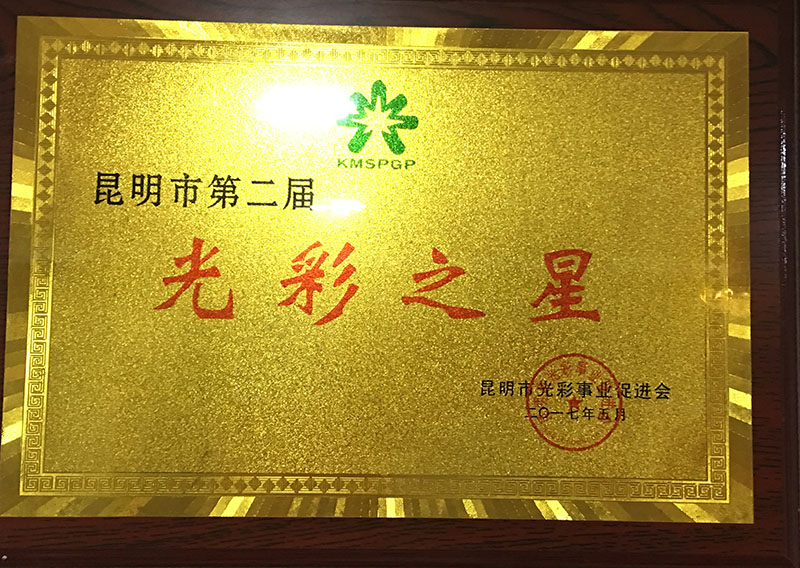 KMSPGP
昆明市第二届
光彩之星
昆明市光彩事业促进会
二〇一七年五月